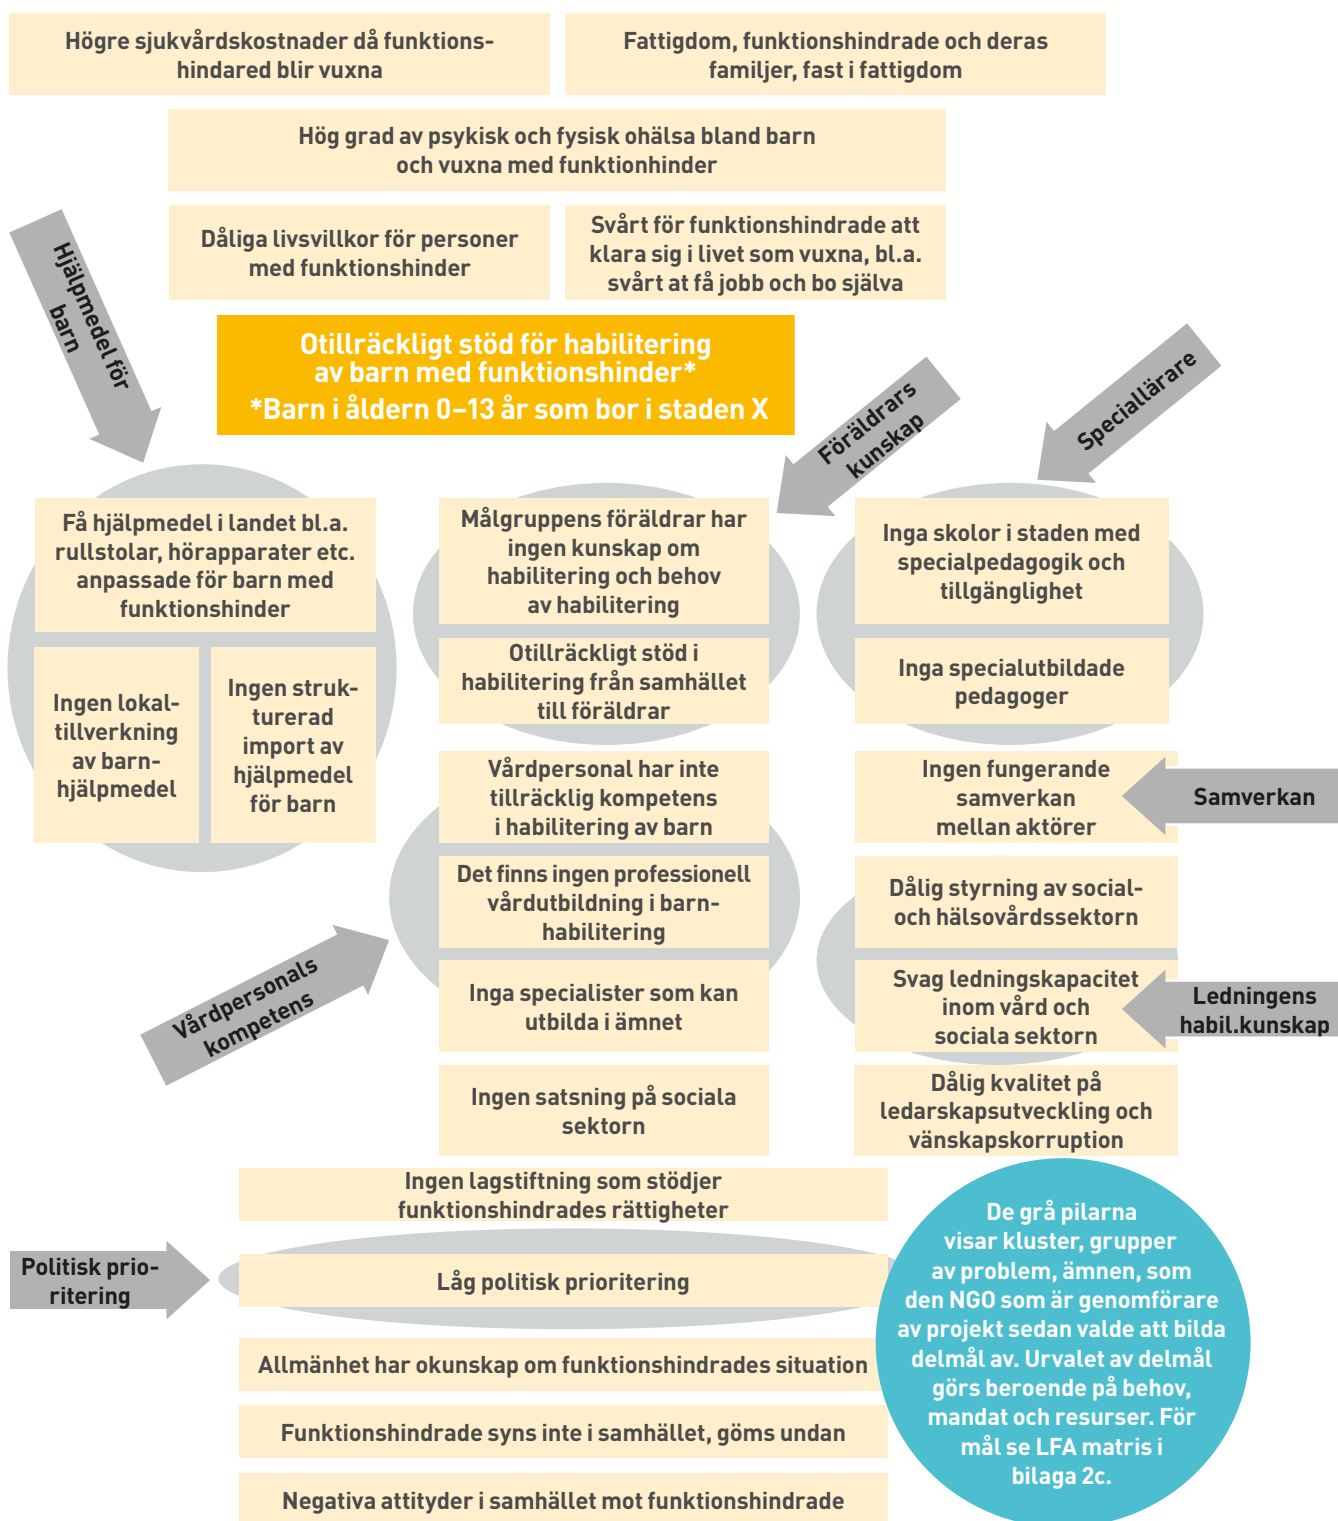 Högre sjukvårdskostnader då funktions-
hindared blir vuxna
Fattigdom, funktionshindrade och deras
familjer, fast i fattigdom
Hög grad av psykisk och fysisk ohälsa bland barn
och vuxna med funktionhinder
Dåliga livsvillkor för personer
med funktionshinder
Svårt för funktionshindrade att
klara sig i livet som vuxna, bl.a.
svårt at få jobb och bo själva
Hjälpmedel för
barn
Otillräckligt stöd för habilitering
av barn med funktionshinder*
*Barn i åldern 0–13 år som bor i staden X
Föräldrars
kunskap
Speciallärare
Få hjälpmedel i landet bl.a.
rullstolar, hörapparater etc.
anpassade för barn med
funktionshinder
Ingen lokal-
tillverkning
av barn-
hjälpmedel
Ingen struk-
turerad
import av
hjälpmedel
för barn
Målgruppens föräldrar har
ingen kunskap om
habilitering och behov
av habilitering
Otillräckligt stöd i
habilitering från samhället
till föräldrar
Inga skolor i staden med
specialpedagogik och
tillgänglighet
Inga specialutbildade
pedagoger
Vårdpersonal har inte
tillräcklig kompetens
i habilitering av barn
Det finns ingen professionell
vårdutbildning i barn-
habilitering
Inga specialister som kan
utbilda i ämnet
Ingen satsning på sociala
sektorn
Vårdpersonals
kompetens
Ingen fungerande
samverkan
mellan aktörer
Samverkan
Dålig styrning av social-
och hälsovårdssektorn
Svag ledningskapacitet
inom vård och
sociala sektorn
Ledningens
habil.kunskap
Dålig kvalitet på
ledarskapsutveckling och
vänskapskorruption
Ingen lagstiftning som stödjer
funktionshindrades rättigheter
Politisk prio-
ritering
Låg politisk prioritering
Allmänhet har okunskap om funktionshindrades situation
Funktionshindrade syns inte i samhället, göms undan
Negativa attityder i samhället mot funktionshindrade
De grå pilarna
visar kluster, grupper
av problem, ämnen, som
den NGO som är genomförare
av projekt sedan valde att bilda
delmål av. Urvalet av delmål
görs beroende på behov,
mandat och resurser. För
mål se LFA matris i
bilaga 2c.